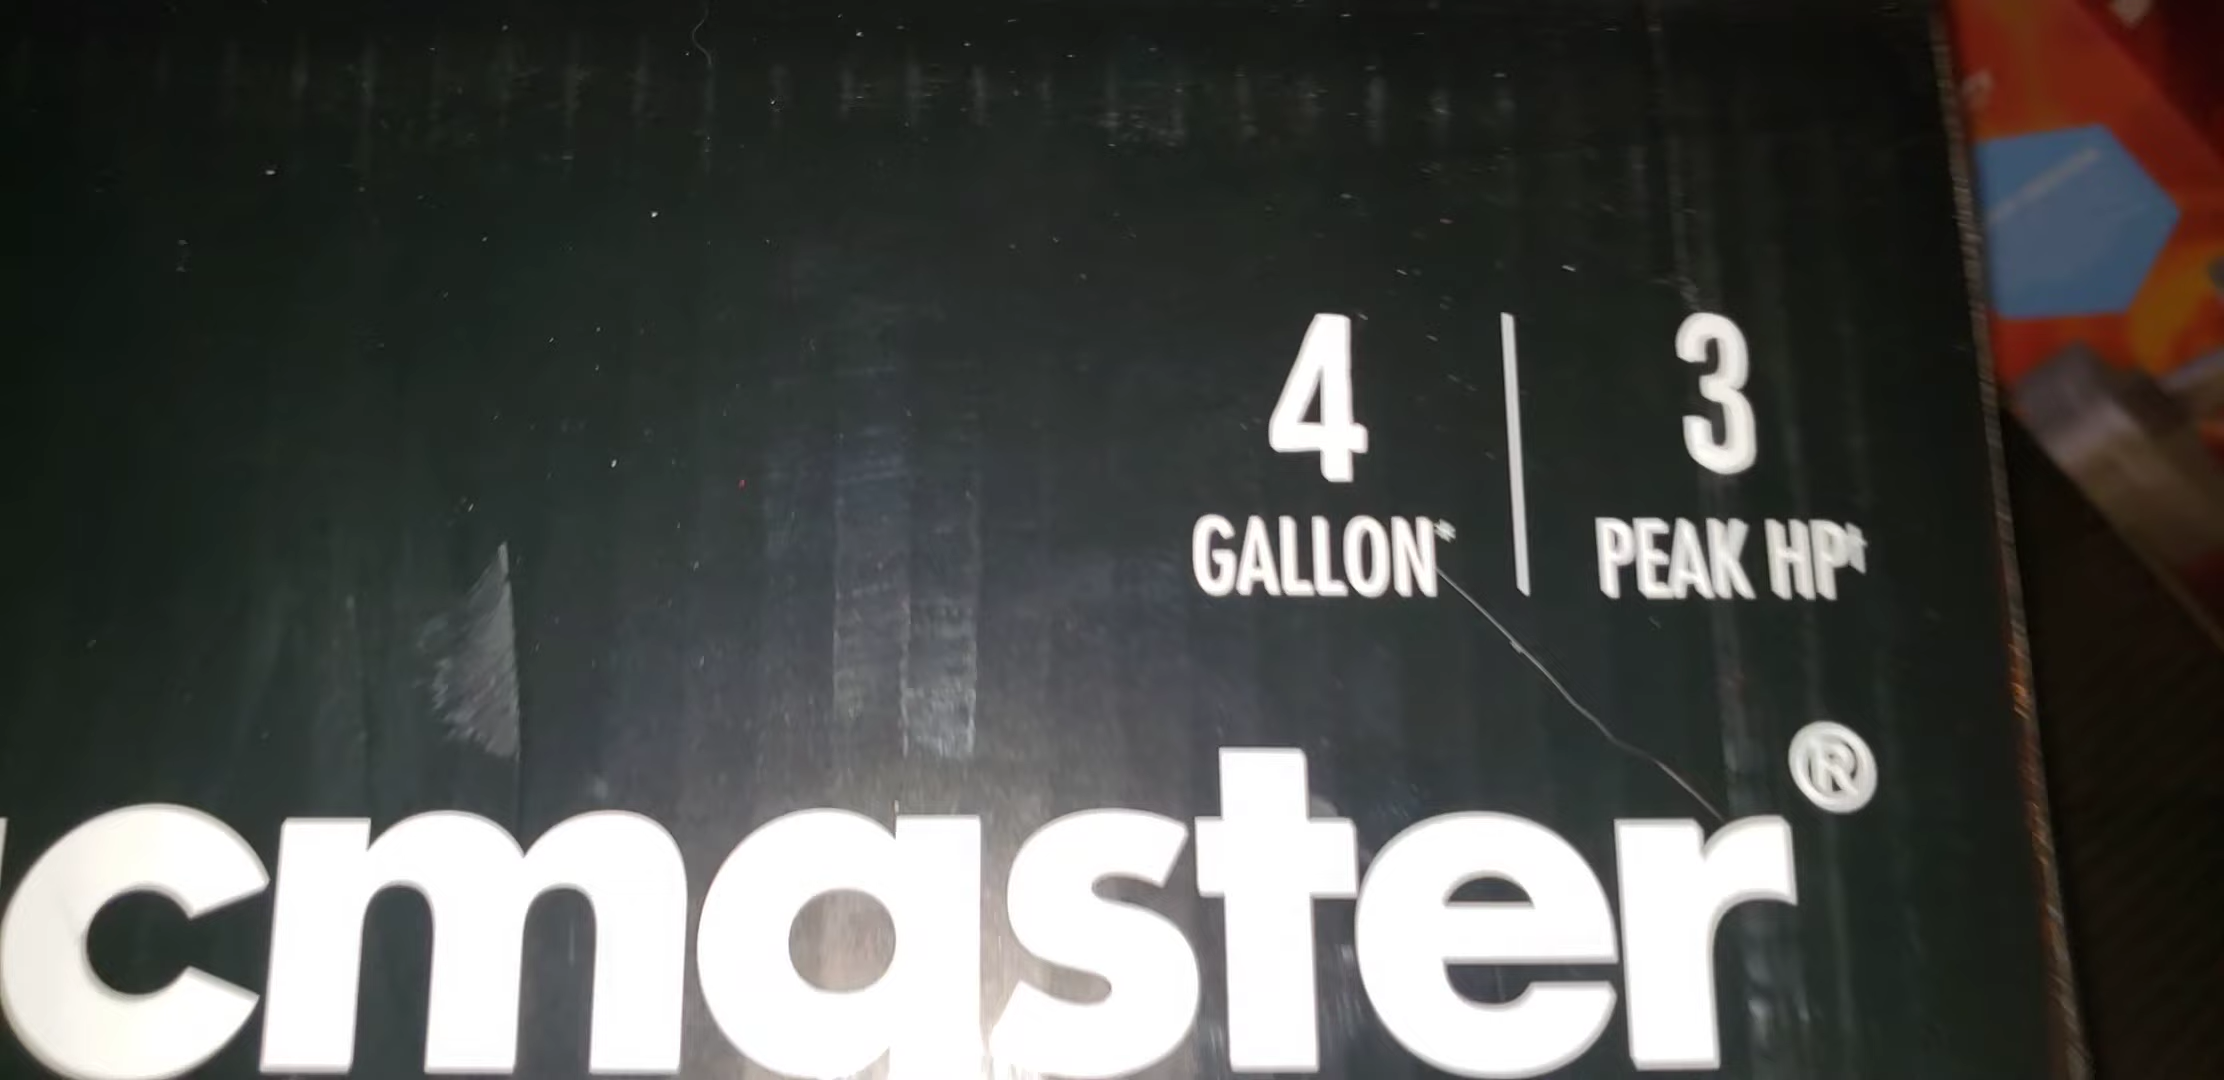 4 | 3
GALLON* PEAK HP†
cmaster®